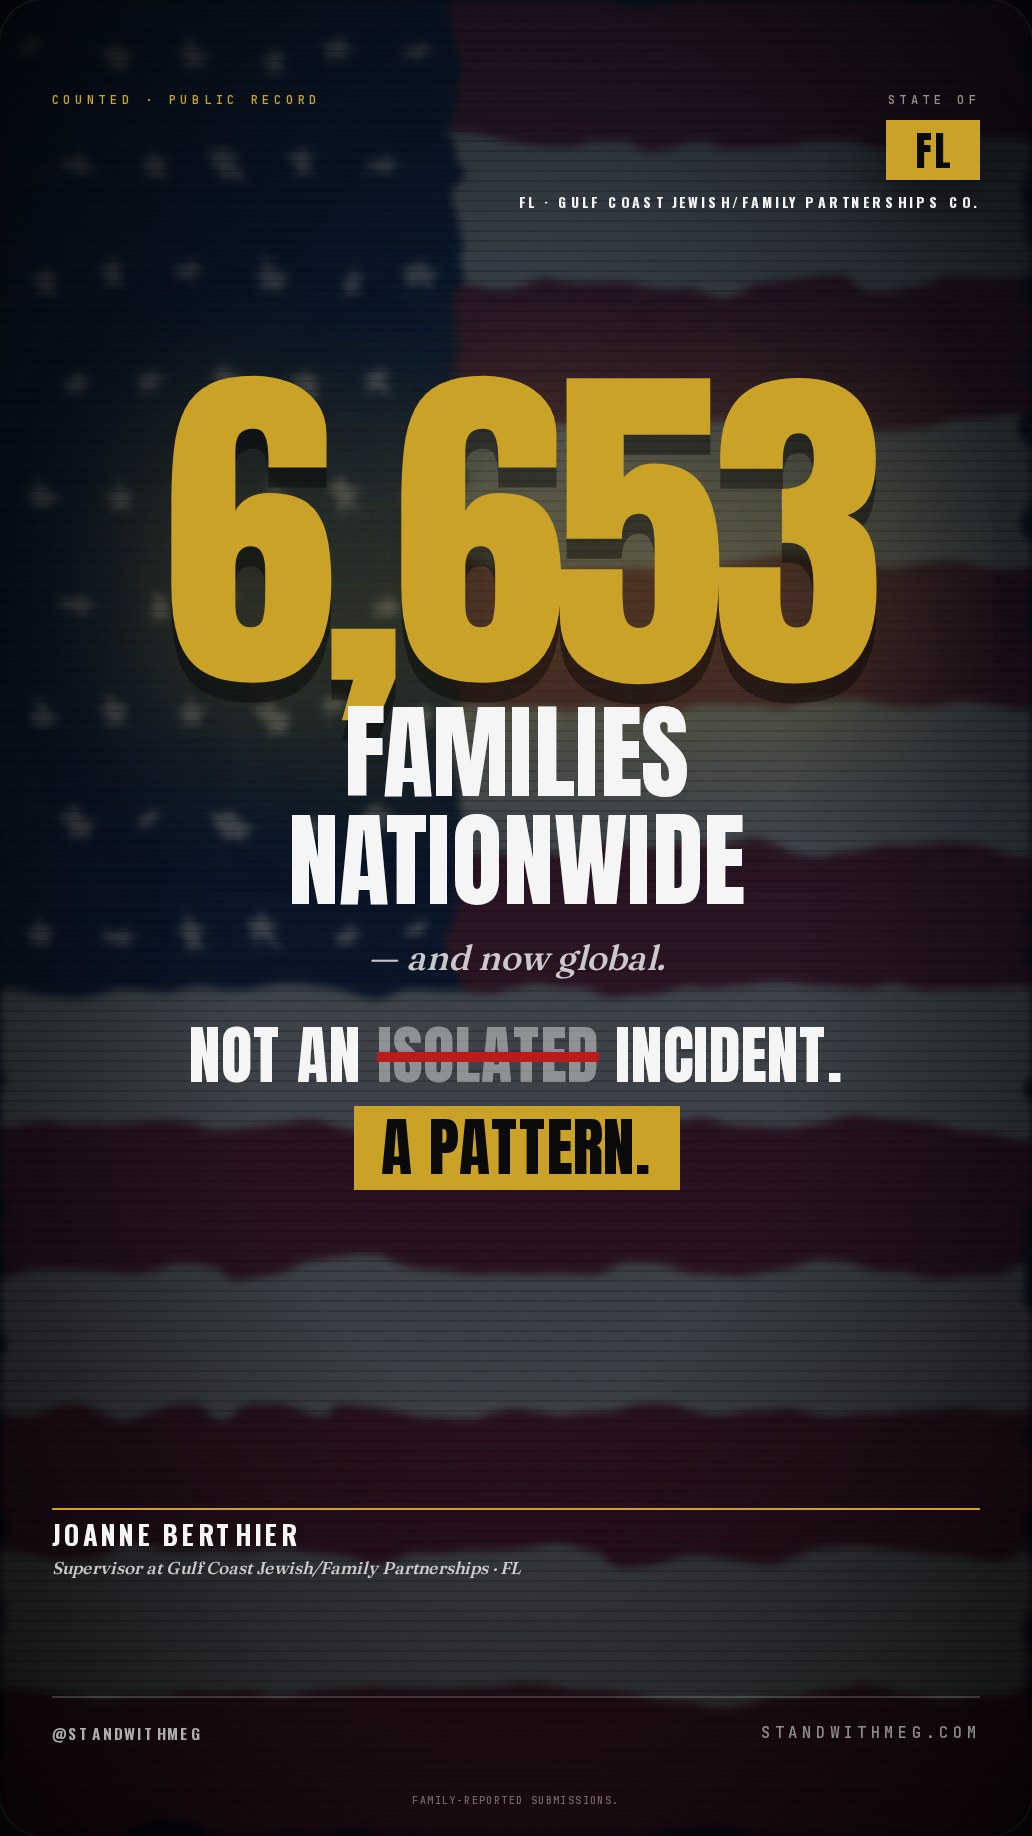 COUNTED · PUBLIC RECORD
STATE OF
FL
FL · GULF COAST JEWISH/FAMILY PARTNERSHIPS CO.
6,653
FAMILIES
NATIONWIDE
— and now global.
NOT AN ISOLATED INCIDENT.
A PATTERN.
JOANNE BERTHIER
Supervisor at Gulf Coast Jewish/Family Partnerships · FL
@STANDWITHMEG
STANDWITHMEG.COM
FAMILY-REPORTED SUBMISSIONS.